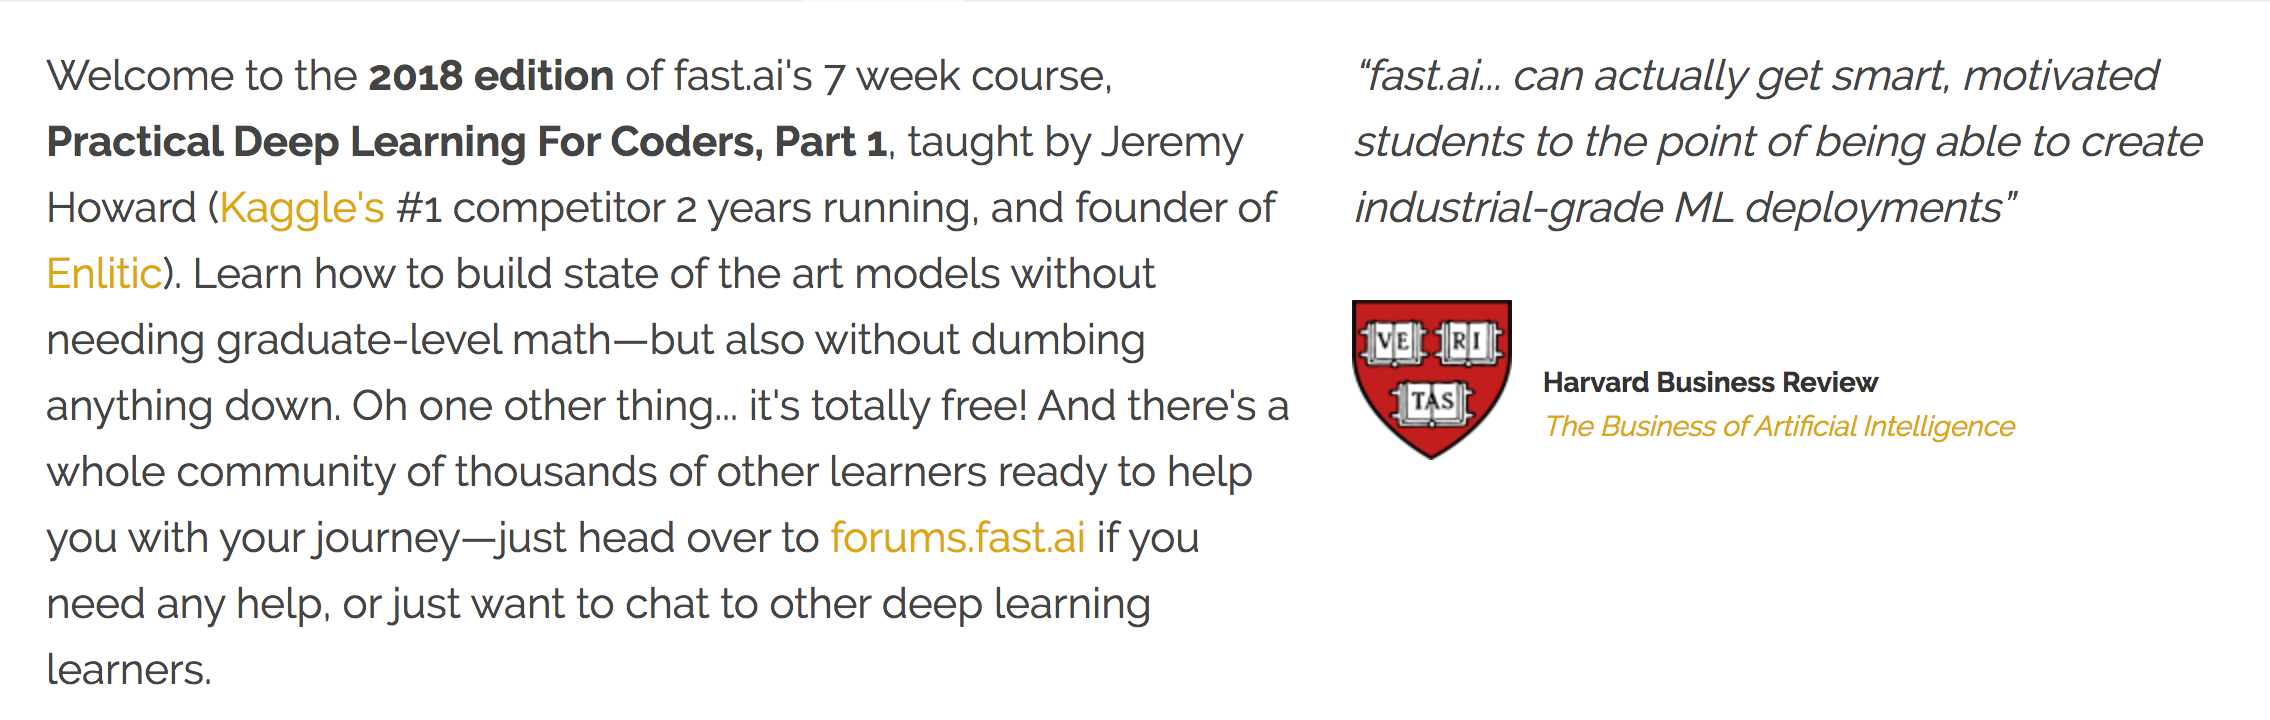 Welcome to the 2018 edition of fast.ai's 7 week course,
Practical Deep Learning For Coders, Part 1, taught by Jeremy
Howard (Kaggle's #1 competitor 2 years running, and founder of
Enlitic). Learn how to build state of the art models without
needing graduate-level math—but also without dumbing
anything down. Oh one other thing... it's totally free! And there's a
whole community of thousands of other learners ready to help
you with your journey—just head over to forums.fast.ai if you
need any help, or just want to chat to other deep learning
learners.
"fast.ai... can actually get smart, motivated
students to the point of being able to create
industrial-grade ML deployments"
VE RI
TAS
Harvard Business Review
The Business of Artificial Intelligence